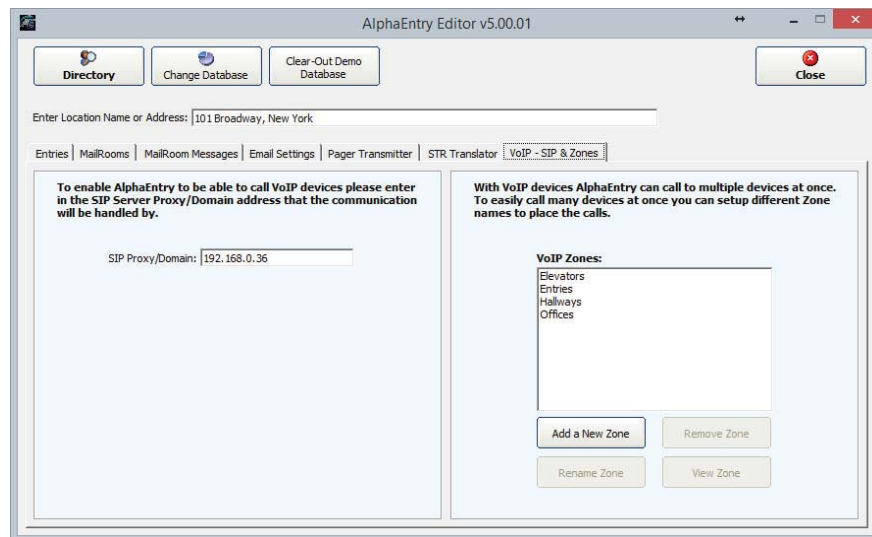 AlphaEntry Editor v5.00.01
Directory
Change Database
Clear-Out Demo
Database
Close
Enter Location Name or Address: 101 Broadway, New York
Entries MailRooms MailRoom Messages Email Settings Pager Transmitter STR Translator VoIP - SIP & Zones
To enable AlphaEntry to be able to call VoIP devices please enter
in the SIP Server Proxy/Domain address that the communication
will be handled by.
SIP Proxy/Domain: 192.168.0.36
With VoIP devices AlphaEntry can call to multiple devices at once.
To easily call many devices at once you can setup different Zone
names to place the calls.
VoIP Zones:
Elevators
Entries
Hallways
Offices
Add a New Zone
Remove Zone
Rename Zone
View Zone